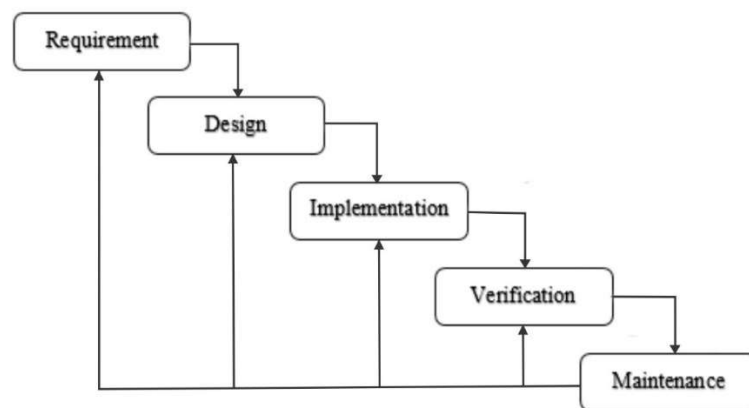 Requirement
Design
Implementation
Verification
Maintenance